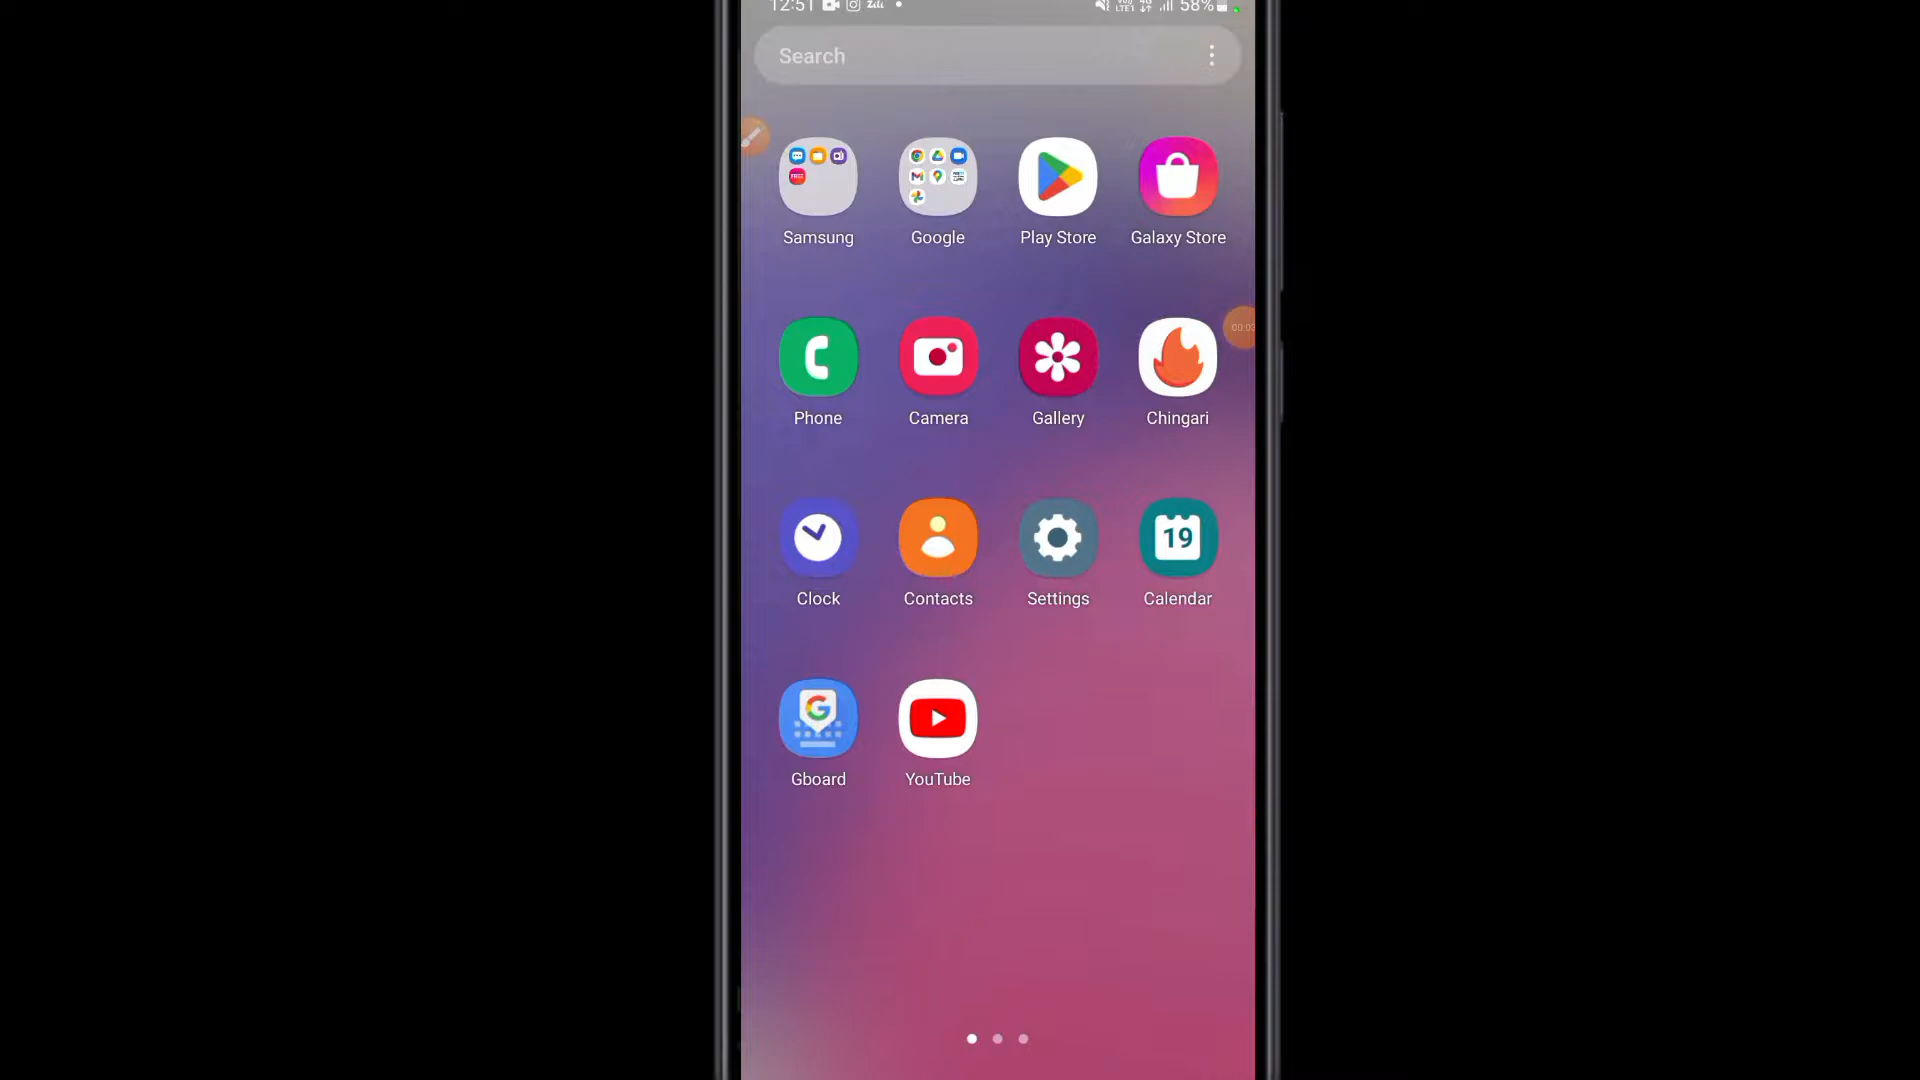 12:51 58%
Search
Samsung Google Play Store Galaxy Store
Phone Camera Gallery Chingari
Clock Contacts Settings Calendar
19
Gboard YouTube